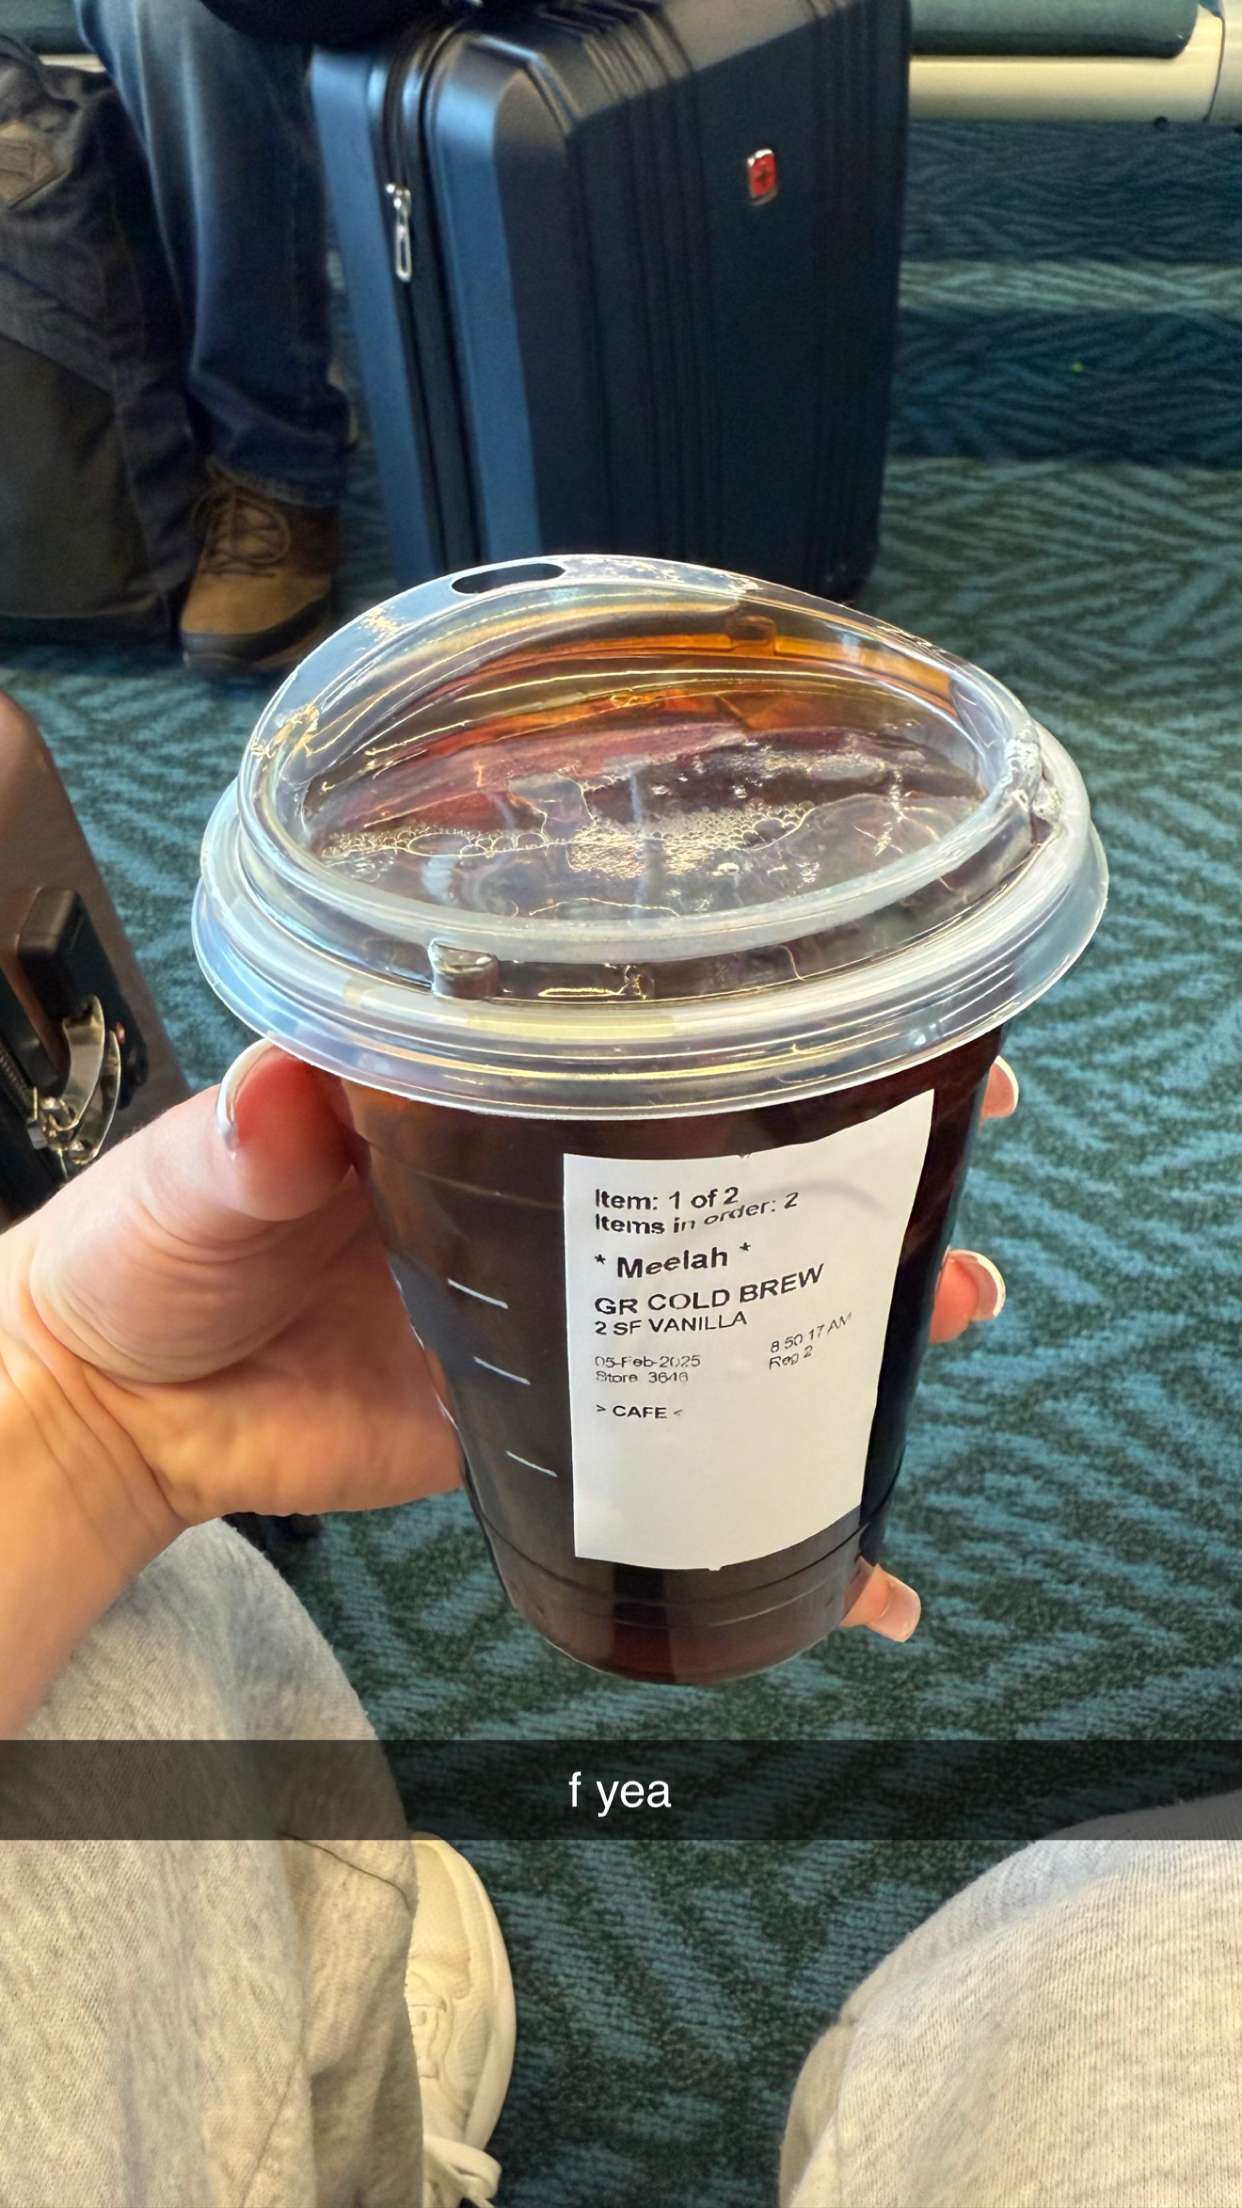 Item: 1 of 2
Items in order: 2
* Meelah *
GR COLD BREW
2 SF VANILLA
05-Feb-2025 8:50:17 AM
Store 3646 Reg 2
> CAFE <
f yea